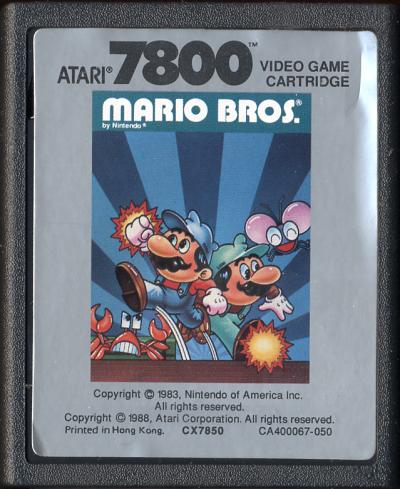 ATARI® 7800™ VIDEO GAME
CARTRIDGE
MARIO BROS.®
by Nintendo®
Copyright © 1983, Nintendo of America Inc.
All rights reserved.
Copyright © 1988, Atari Corporation. All rights reserved.
Printed in Hong Kong. CX7850 CA400067-050